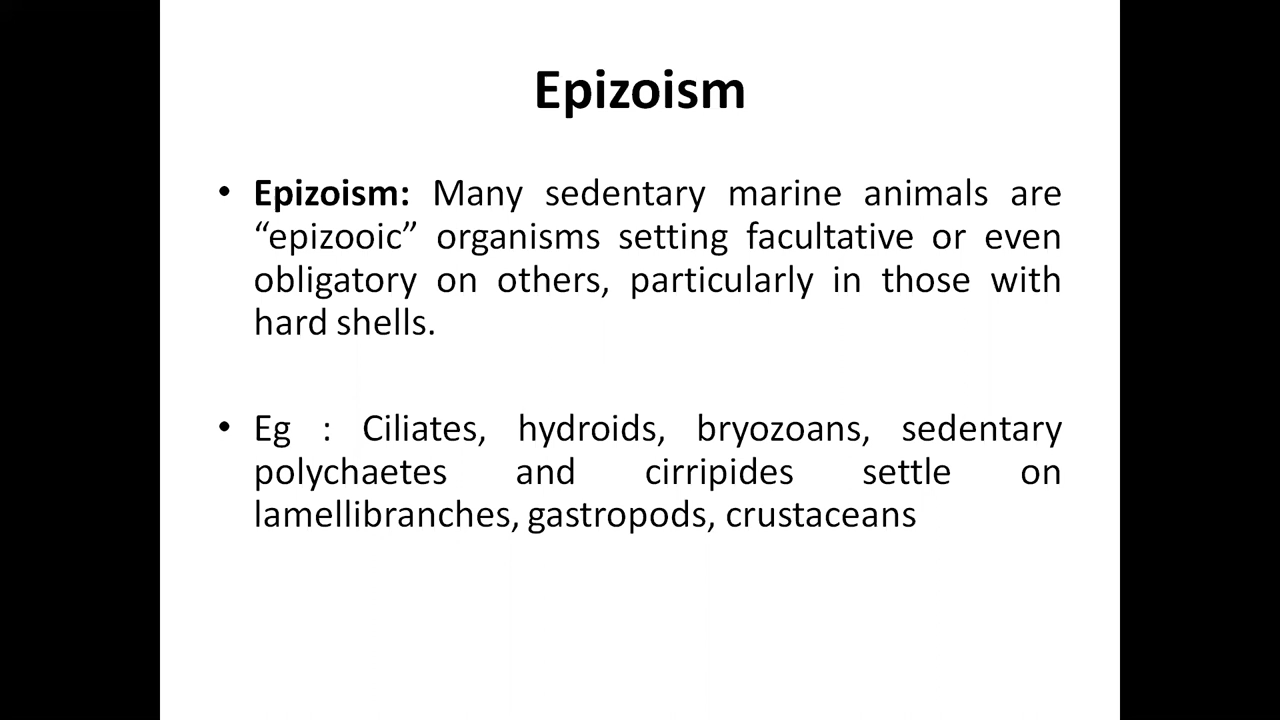 Epizoism
• Epizoism: Many sedentary marine animals are
“epizooic” organisms setting facultative or even
obligatory on others, particularly in those with
hard shells.
• Eg : Ciliates, hydroids, bryozoans, sedentary
polychaetes and cirripides settle on
lamellibranches, gastropods, crustaceans